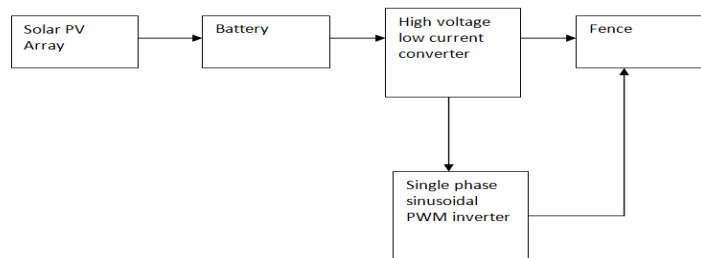 Solar PV
Array
Battery
High voltage
low current
converter
Fence
Single phase
sinusoidal
PWM inverter